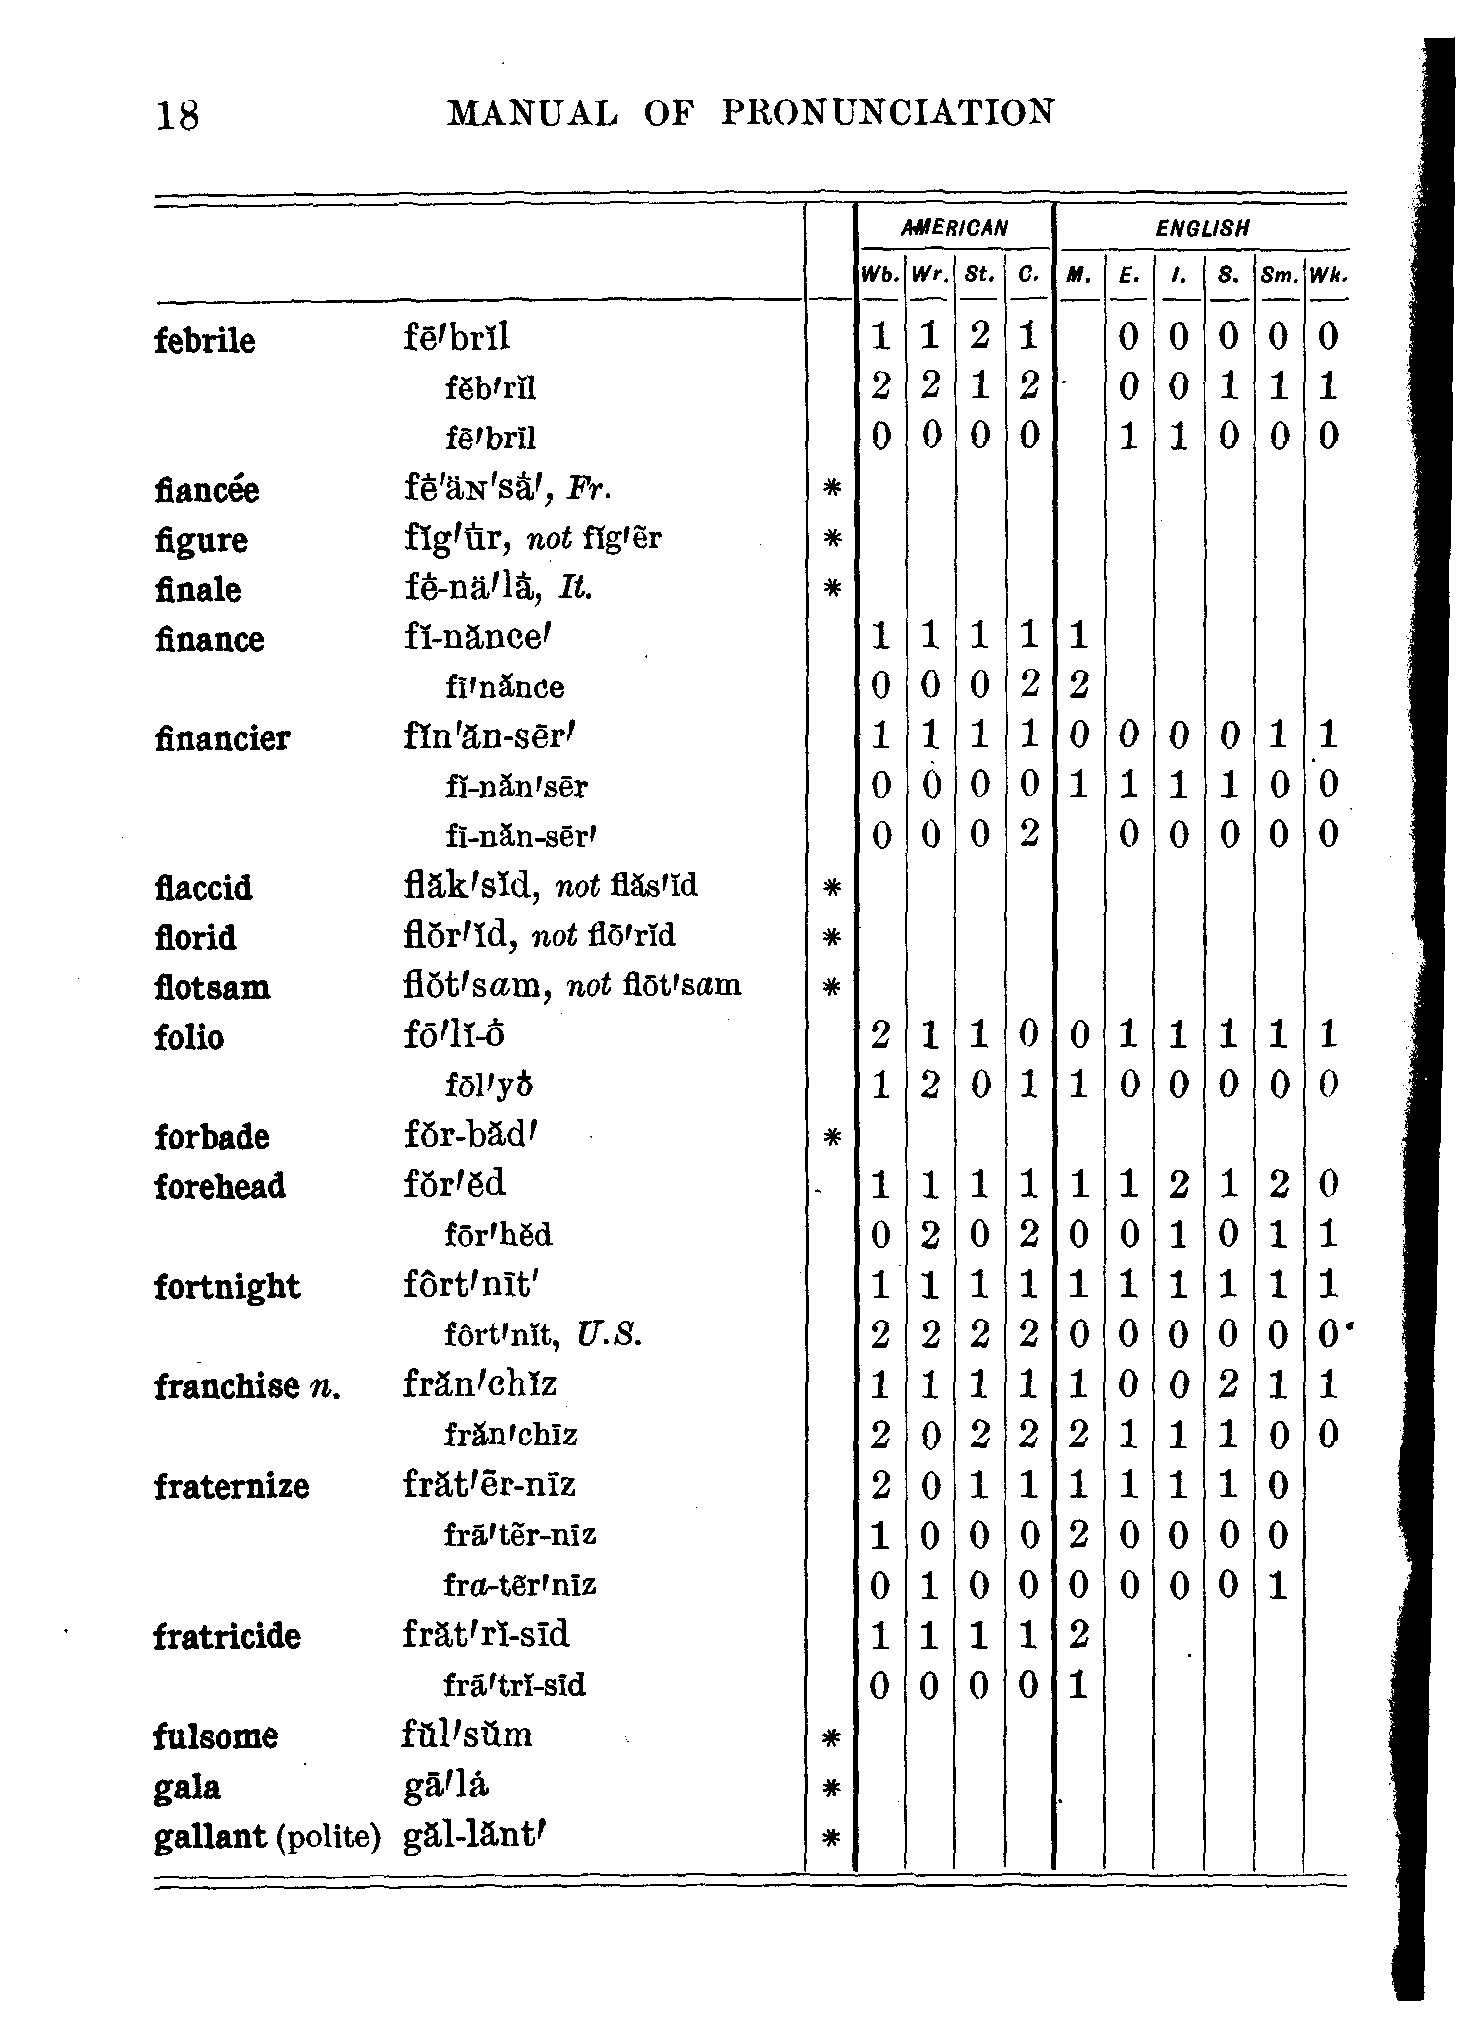 18 MANUAL OF PRONUNCIATION
AMERICAN ENGLISH
Wb. Wr. St. C. M. E. I. S. Sm. Wk.
febrile fē′brĭl 1 1 2 1 0 0 0 0 0
fĕb′rĭl 2 2 1 2 0 0 1 1 1
fē′brīl 0 0 0 0 1 1 0 0 0
fiancée fė′äɴ′sȧ′, Fr. *
figure fĭg′u̇r, not fĭg′ẽr *
finale fė-nä′lȧ, It. *
finance fĭ-nănce′ 1 1 1 1 1
fī′nănce 0 0 0 2 2
financier fĭn′ăn-sēr′ 1 1 1 1 0 0 0 0 1 1
fĭ-năn′sēr 0 0 0 0 1 1 1 1 0 0
fī-năn-sēr′ 0 0 0 2 0 0 0 0 0
flaccid flăk′sĭd, not flăs′ĭd *
florid flŏr′ĭd, not flō′rĭd *
flotsam flŏt′sam, not flōt′sam *
folio fō′lĭ-ȯ 2 1 1 0 0 1 1 1 1 1
fōl′yȯ 1 2 0 1 1 0 0 0 0 0
forbade fŏr-băd′ *
forehead fŏr′ĕd 1 1 1 1 1 1 2 1 2 0
fōr′hĕd 0 2 0 2 0 0 1 0 1 1
fortnight fôrt′nīt′ 1 1 1 1 1 1 1 1 1 1
fôrt′nĭt, U.S. 2 2 2 2 0 0 0 0 0 0
franchise n. frăn′chĭz 1 1 1 1 1 0 0 2 1 1
frăn′chīz 2 0 2 2 2 1 1 1 0 0
fraternize frăt′ẽr-nīz 2 0 1 1 1 1 1 1 0
frā′tẽr-nīz 1 0 0 0 2 0 0 0 0
fra-tẽr′nīz 0 1 0 0 0 0 0 0 1
fratricide frăt′rĭ-sīd 1 1 1 1 2
frā′trĭ-sīd 0 0 0 0 1
fulsome fŭl′sŭm *
gala gā′lȧ *
gallant (polite) găl-lănt′ *